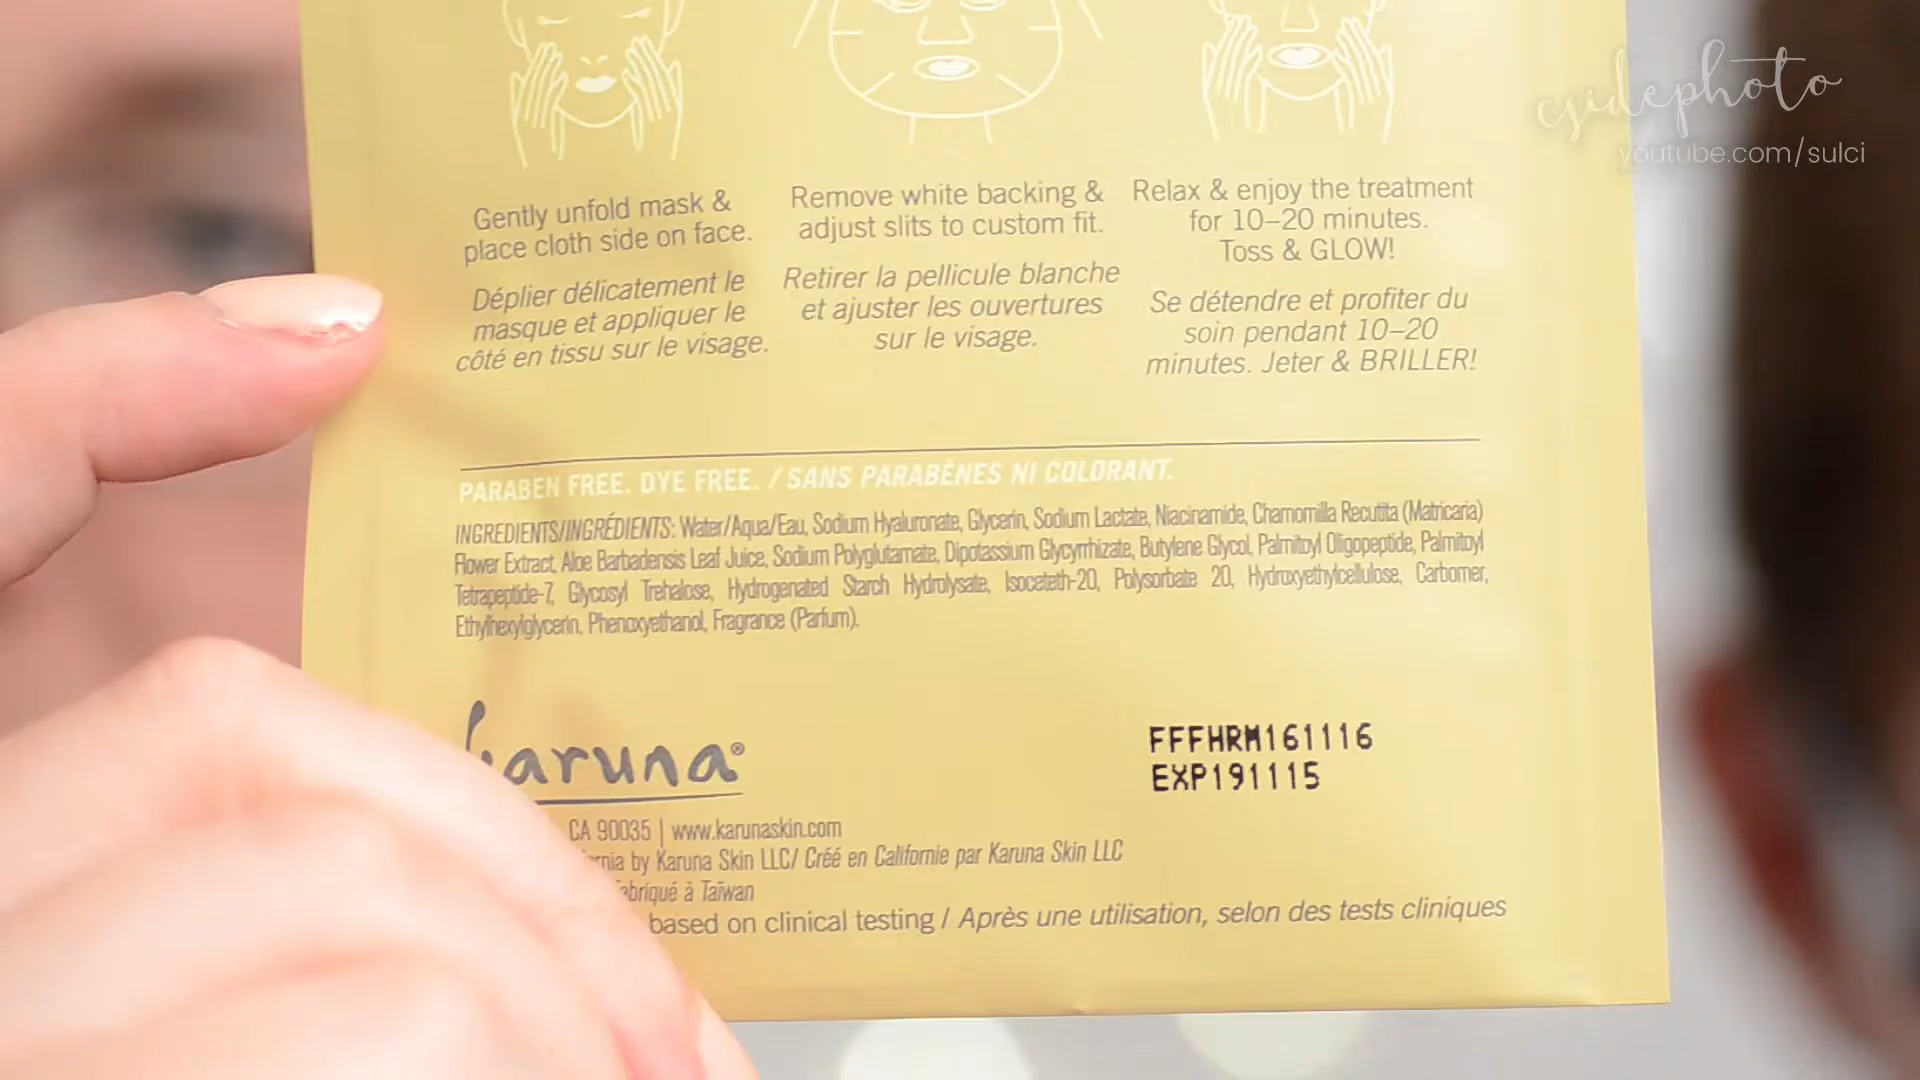 csidephoto
youtube.com/sulci
Gently unfold mask &
place cloth side on face.
Déplier délicatement le
masque et appliquer le
côté en tissu sur le visage.
Remove white backing &
adjust slits to custom fit.
Retirer la pellicule blanche
et ajuster les ouvertures
sur le visage.
Relax & enjoy the treatment
for 10–20 minutes.
Toss & GLOW!
Se détendre et profiter du
soin pendant 10–20
minutes. Jeter & BRILLER!
PARABEN FREE. DYE FREE. / SANS PARABÈNES NI COLORANT.
INGREDIENTS/INGRÉDIENTS: Water/Aqua/Eau, Sodium Hyaluronate, Glycerin, Sodium Lactate, Niacinamide, Chamomilla Recutita (Matricaria)
Flower Extract, Aloe Barbadensis Leaf Juice, Sodium Polyglutamate, Dipotassium Glycyrrhizate, Butylene Glycol, Palmitoyl Oligopeptide, Palmitoyl
Tetrapeptide-7, Glycosyl Trehalose, Hydrogenated Starch Hydrolysate, Isoceteth-20, Polysorbate 20, Hydroxyethylcellulose, Carbomer,
Ethylhexylglycerin, Phenoxyethanol, Fragrance (Parfum).
karuna®
FFFHRM161116
EXP191115
CA 90035 | www.karunaskin.com
by Karuna Skin LLC/ Créé en Californie par Karuna Skin LLC
à Taïwan
based on clinical testing / Après une utilisation, selon des tests cliniques